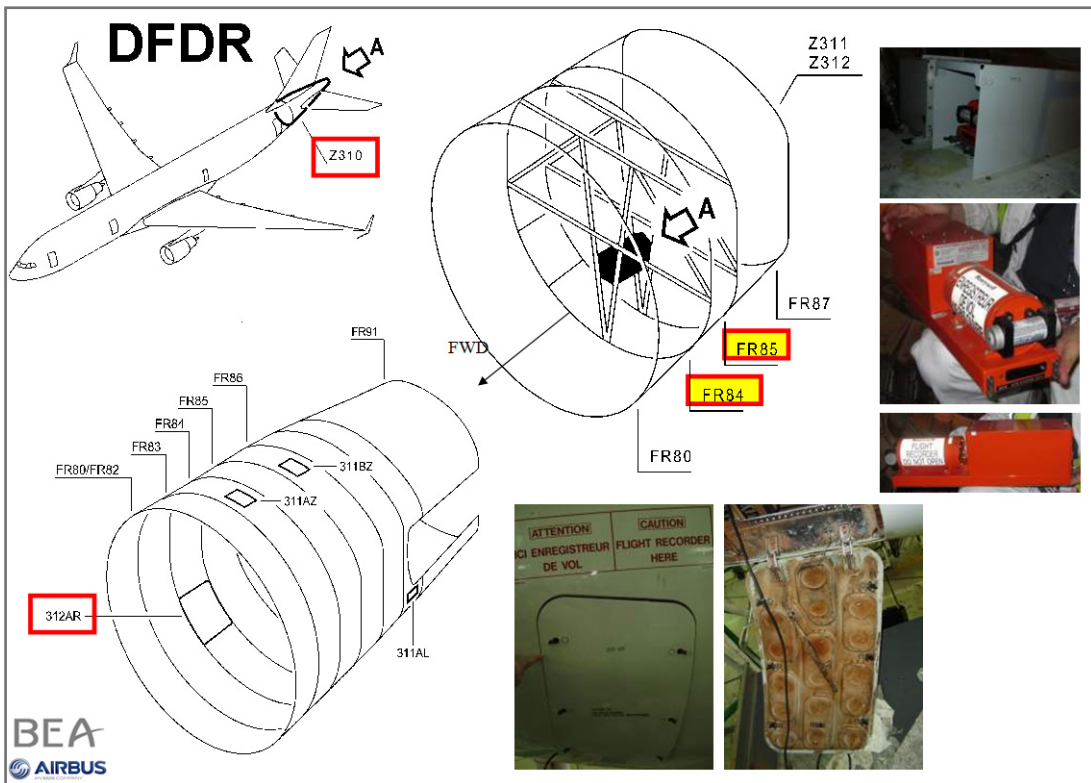 DFDR
A
Z310
Z311
Z312
A
FWD
FR87
FR85
FR84
FR80
FR91
FR86
FR85
FR84
FR83
FR80/FR82
311BZ
311AZ
312AR
311AL
FLIGHT
RECORDER
DO NOT OPEN
ATTENTION
ICI ENREGISTREUR
DE VOL
CAUTION
FLIGHT RECORDER
HERE
BEA
AIRBUS